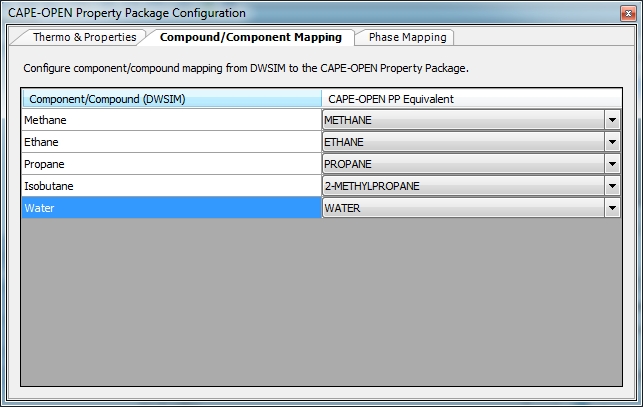 CAPE-OPEN Property Package Configuration
Thermo & Properties Compound/Component Mapping Phase Mapping
Configure component/compound mapping from DWSIM to the CAPE-OPEN Property Package.
Component/Compound (DWSIM) CAPE-OPEN PP Equivalent
Methane METHANE
Ethane ETHANE
Propane PROPANE
Isobutane 2-METHYLPROPANE
Water WATER